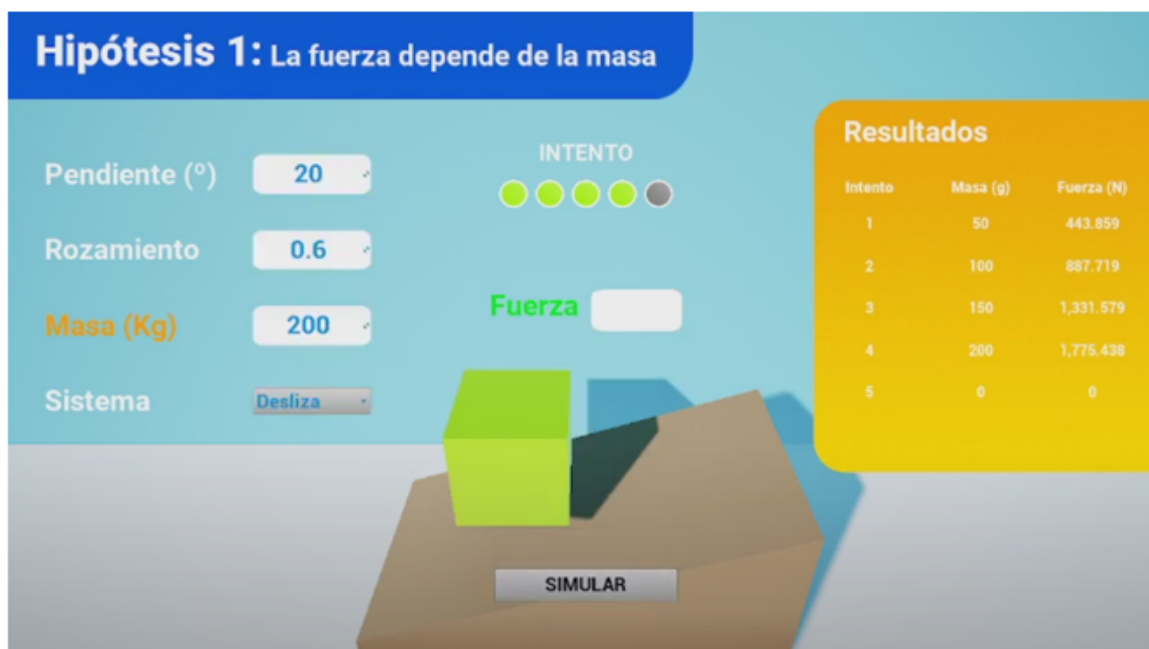 Hipótesis 1: La fuerza depende de la masa
Pendiente (º) 20
Rozamiento 0.6
Masa (Kg) 200
Sistema Desliza
INTENTO
Fuerza
SIMULAR
Resultados
Intento Masa (g) Fuerza (N)
1 50 443.859
2 100 887.719
3 150 1,331.579
4 200 1,775.438
5 0 0